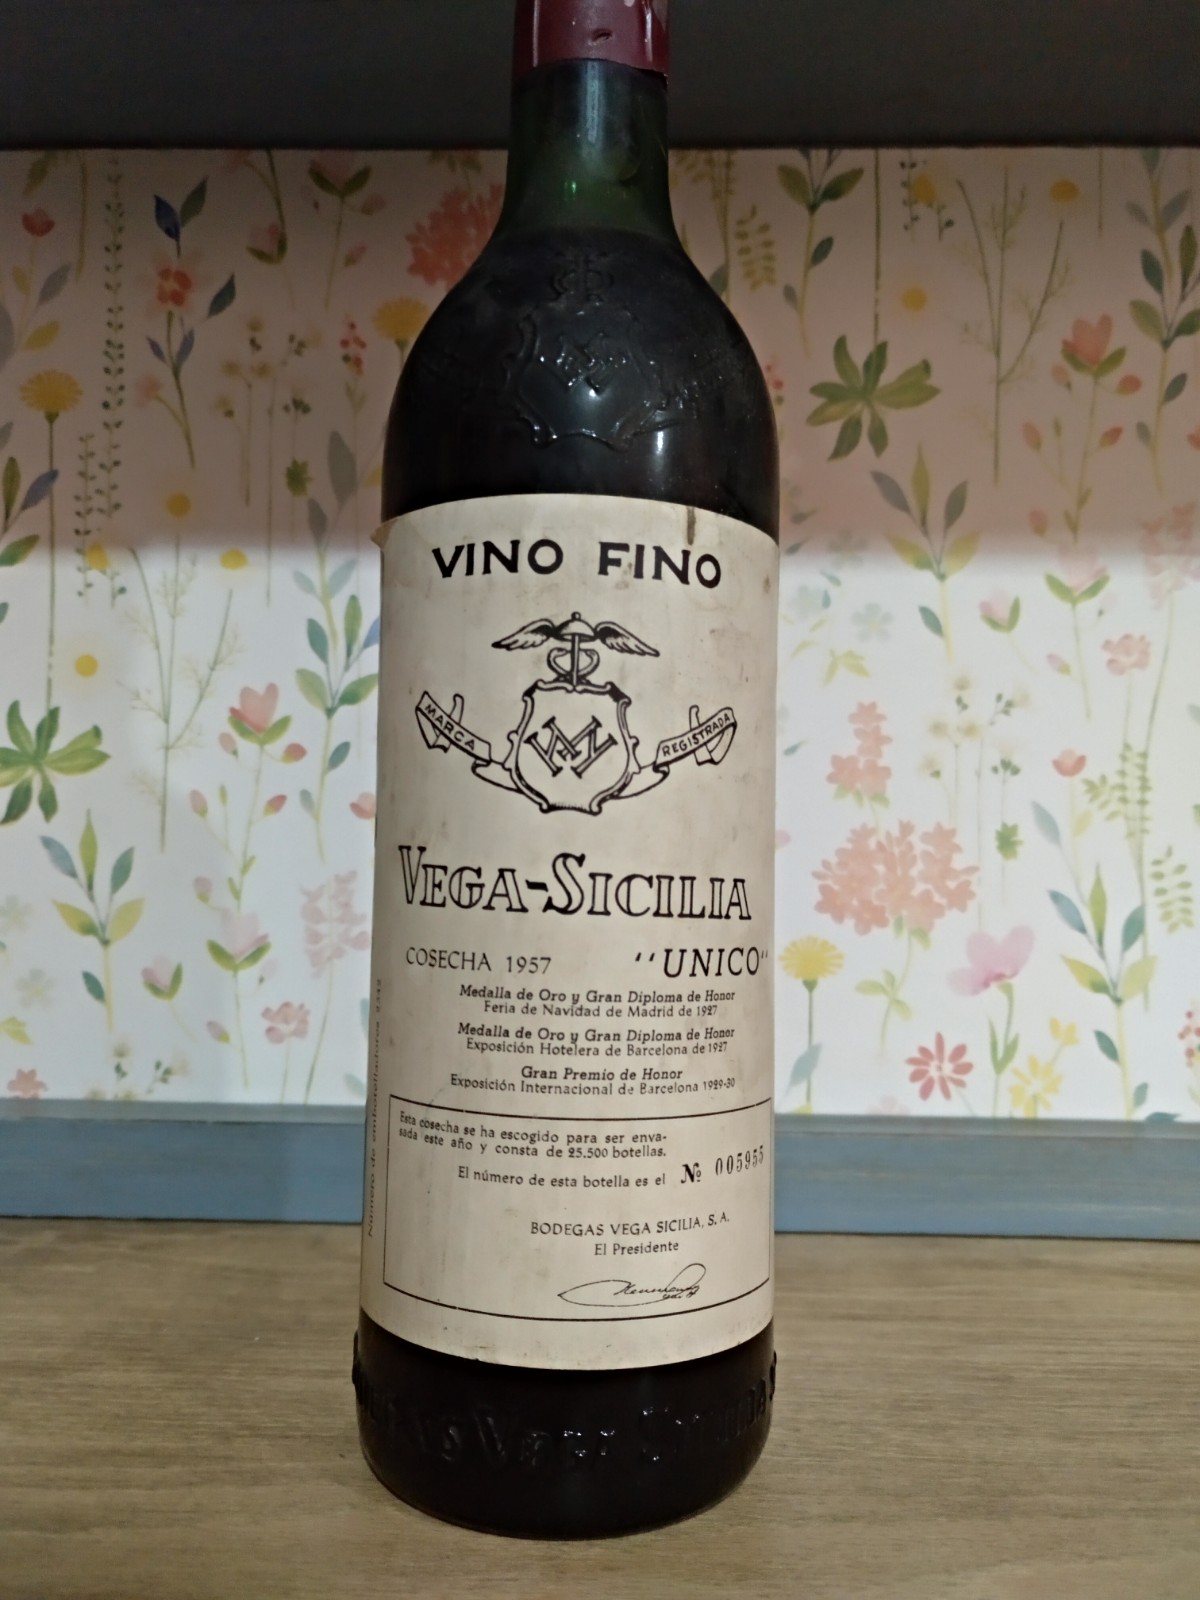 VINO FINO
MARCA
REGISTRADA
VEGA-SICILIA
COSECHA 1957 "UNICO"
Medalla de Oro y Gran Diploma de Honor
Feria de Navidad de Madrid de 1927
Medalla de Oro y Gran Diploma de Honor
Exposición Hotelera de Barcelona de 1927
Gran Premio de Honor
Exposición Internacional de Barcelona 1929-30
Esta cosecha se ha escogido para ser enva-
sada este año y consta de 25.500 botellas.
El número de esta botella es el Nº 005955
BODEGAS VEGA SICILIA, S. A.
El Presidente
Número de embotelladores